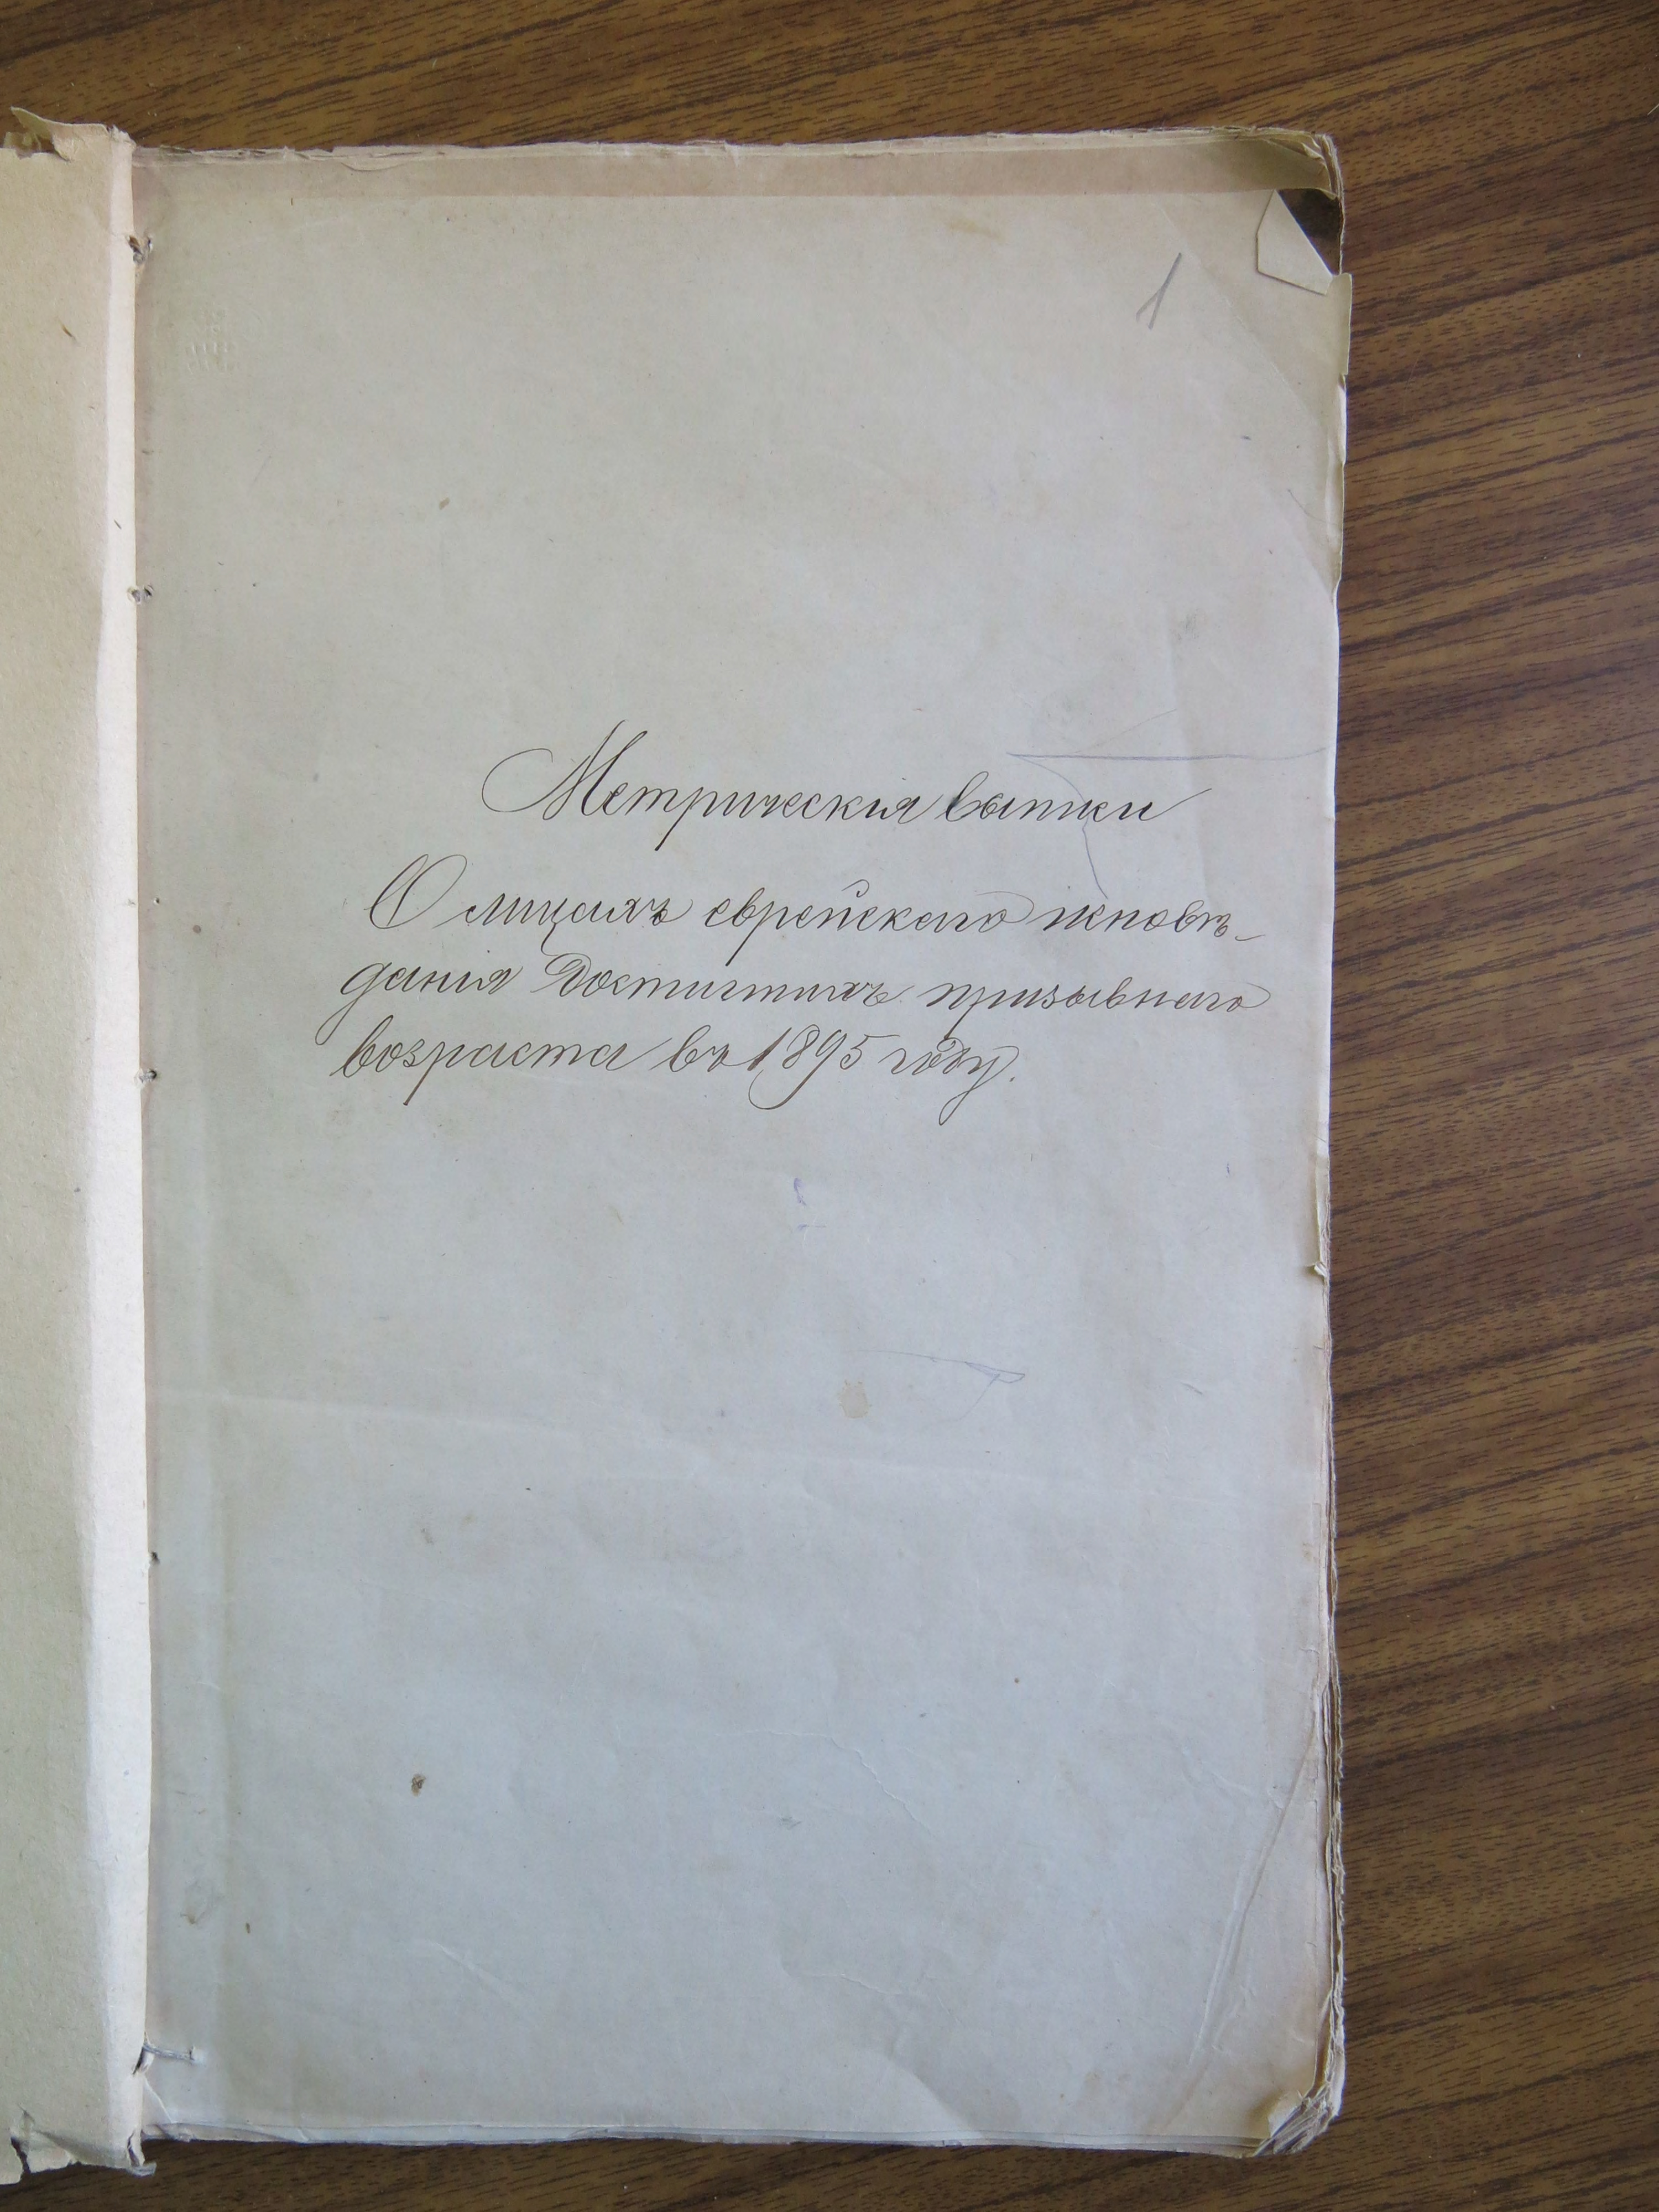 1
Метрическія выписи
О лицахъ еврейскаго исповѣ-
данія достигшихъ призывнаго
возраста въ 1895 году.